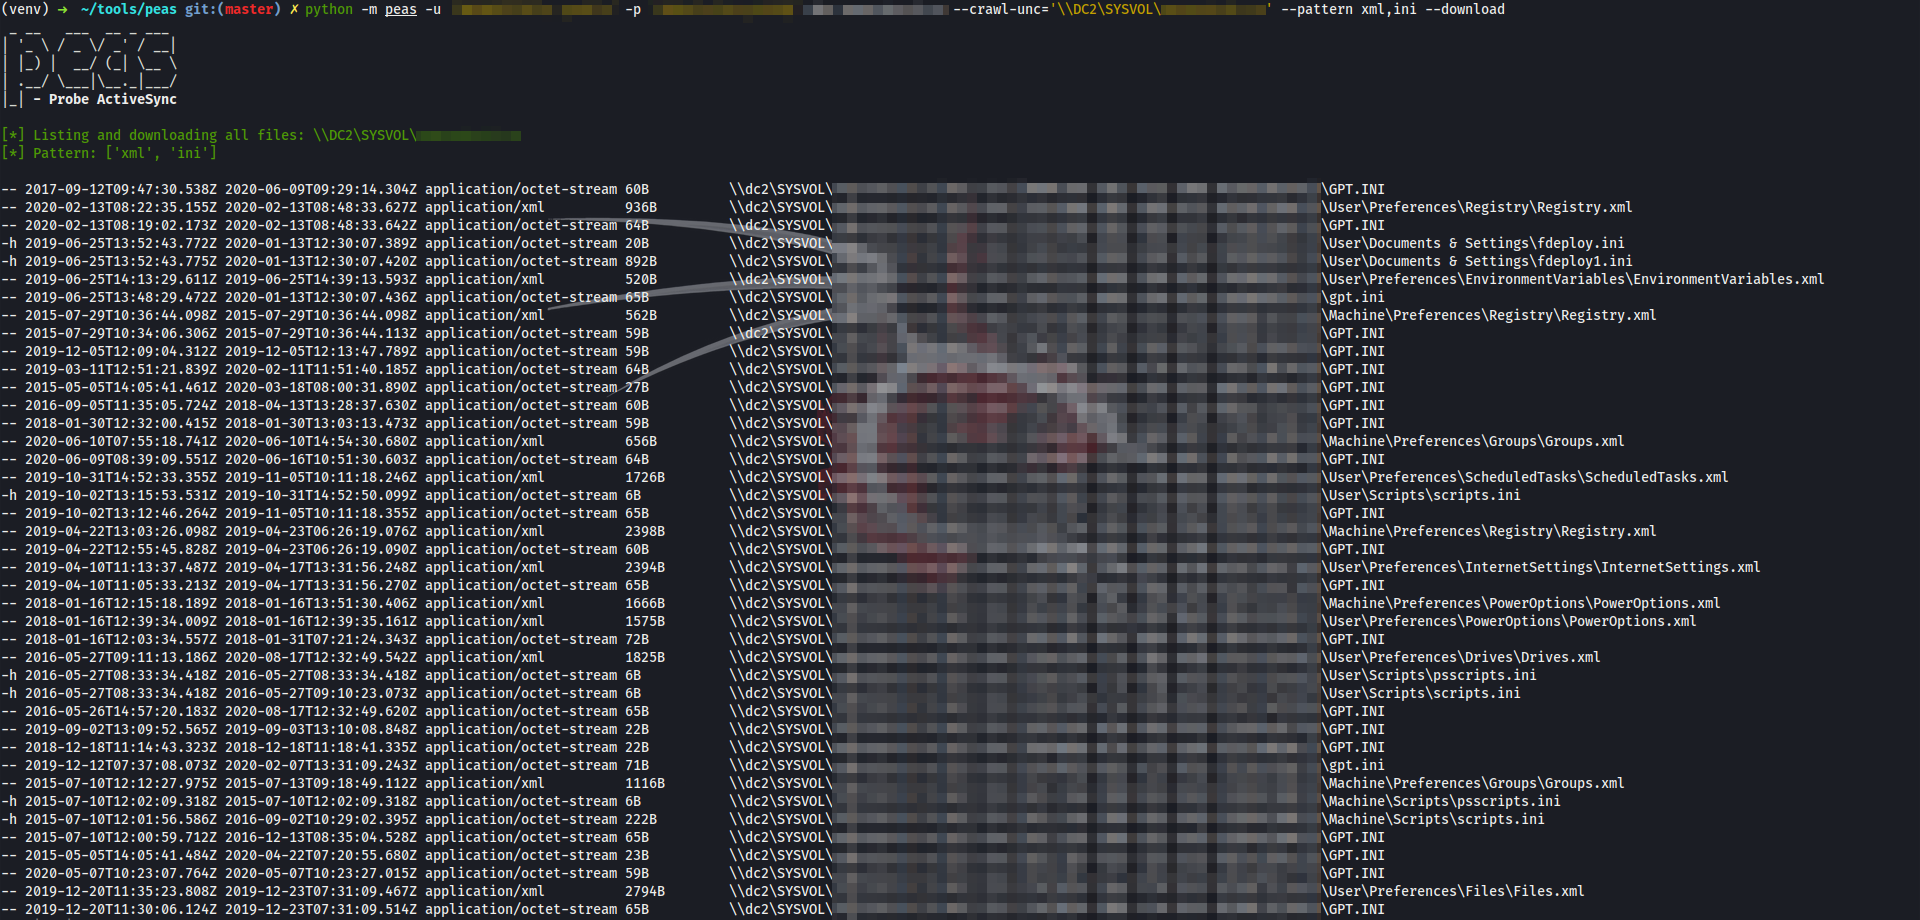 (venv) ➜ ~/tools/peas git:(master) ✗ python -m peas -u -p --crawl-unc='\\DC2\SYSVOL\' --pattern xml,ini --download
 _ __   ___  __ _ ___
| '_ \ / _ \/ _' / __|
| |_) |  __/ (_| \__ \
| .__/ \___|\__._|___/
|_| - Probe ActiveSync
[*] Listing and downloading all files: \\DC2\SYSVOL\
[*] Pattern: ['xml', 'ini']
-- 2017-09-12T09:47:30.538Z 2020-06-09T09:29:14.304Z application/octet-stream 60B \\dc2\SYSVOL\ \GPT.INI
-- 2020-02-13T08:22:35.155Z 2020-02-13T08:48:33.627Z application/xml 936B \\dc2\SYSVOL\ \User\Preferences\Registry\Registry.xml
-- 2020-02-13T08:19:02.173Z 2020-02-13T08:48:33.642Z application/octet-stream 64B \\dc2\SYSVOL\ \GPT.INI
-h 2019-06-25T13:52:43.772Z 2020-01-13T12:30:07.389Z application/octet-stream 20B \\dc2\SYSVOL\ \User\Documents & Settings\fdeploy.ini
-h 2019-06-25T13:52:43.775Z 2020-01-13T12:30:07.420Z application/octet-stream 892B \\dc2\SYSVOL\ \User\Documents & Settings\fdeploy1.ini
-- 2019-06-25T14:13:29.611Z 2019-06-25T14:39:13.593Z application/xml 520B \\dc2\SYSVOL\ \User\Preferences\EnvironmentVariables\EnvironmentVariables.xml
-- 2019-06-25T13:48:29.472Z 2020-01-13T12:30:07.436Z application/octet-stream 65B \\dc2\SYSVOL\ \gpt.ini
-- 2015-07-29T10:36:44.098Z 2015-07-29T10:36:44.098Z application/xml 562B \\dc2\SYSVOL\ \Machine\Preferences\Registry\Registry.xml
-- 2015-07-29T10:34:06.306Z 2015-07-29T10:36:44.113Z application/octet-stream 59B \\dc2\SYSVOL\ \GPT.INI
-- 2019-12-05T12:09:04.312Z 2019-12-05T12:13:47.789Z application/octet-stream 59B \\dc2\SYSVOL\ \GPT.INI
-- 2019-03-11T12:51:21.839Z 2020-02-11T11:51:40.185Z application/octet-stream 64B \\dc2\SYSVOL\ \GPT.INI
-- 2015-05-05T14:05:41.461Z 2020-03-18T08:00:31.890Z application/octet-stream 27B \\dc2\SYSVOL\ \GPT.INI
-- 2016-09-05T11:35:05.724Z 2018-04-13T13:28:37.630Z application/octet-stream 60B \\dc2\SYSVOL\ \GPT.INI
-- 2018-01-30T12:32:00.415Z 2018-01-30T13:03:13.473Z application/octet-stream 59B \\dc2\SYSVOL\ \GPT.INI
-- 2020-06-10T07:55:18.741Z 2020-06-10T14:54:30.680Z application/xml 656B \\dc2\SYSVOL\ \Machine\Preferences\Groups\Groups.xml
-- 2020-06-09T08:39:09.551Z 2020-06-16T10:51:30.603Z application/octet-stream 64B \\dc2\SYSVOL\ \GPT.INI
-- 2019-10-31T14:52:33.355Z 2019-11-05T10:11:18.246Z application/xml 1726B \\dc2\SYSVOL\ \User\Preferences\ScheduledTasks\ScheduledTasks.xml
-h 2019-10-02T13:15:53.531Z 2019-10-31T14:52:50.099Z application/octet-stream 6B \\dc2\SYSVOL\ \User\Scripts\scripts.ini
-- 2019-10-02T13:12:46.264Z 2019-11-05T10:11:18.355Z application/octet-stream 65B \\dc2\SYSVOL\ \GPT.INI
-- 2019-04-22T13:03:26.098Z 2019-04-23T06:26:19.076Z application/xml 2398B \\dc2\SYSVOL\ \Machine\Preferences\Registry\Registry.xml
-- 2019-04-22T12:55:45.828Z 2019-04-23T06:26:19.090Z application/octet-stream 60B \\dc2\SYSVOL\ \GPT.INI
-- 2019-04-10T11:13:37.487Z 2019-04-17T13:31:56.248Z application/xml 2394B \\dc2\SYSVOL\ \User\Preferences\InternetSettings\InternetSettings.xml
-- 2019-04-10T11:05:33.213Z 2019-04-17T13:31:56.270Z application/octet-stream 65B \\dc2\SYSVOL\ \GPT.INI
-- 2018-01-16T12:15:18.189Z 2018-01-16T13:51:30.406Z application/xml 1666B \\dc2\SYSVOL\ \Machine\Preferences\PowerOptions\PowerOptions.xml
-- 2018-01-16T12:39:34.009Z 2018-01-16T12:39:35.161Z application/xml 1575B \\dc2\SYSVOL\ \User\Preferences\PowerOptions\PowerOptions.xml
-- 2018-01-16T12:03:34.557Z 2018-01-31T07:21:24.343Z application/octet-stream 72B \\dc2\SYSVOL\ \GPT.INI
-- 2016-05-27T09:11:13.186Z 2020-08-17T12:32:49.542Z application/xml 1825B \\dc2\SYSVOL\ \User\Preferences\Drives\Drives.xml
-h 2016-05-27T08:33:34.418Z 2016-05-27T08:33:34.418Z application/octet-stream 6B \\dc2\SYSVOL\ \User\Scripts\psscripts.ini
-h 2016-05-27T08:33:34.418Z 2016-05-27T09:10:23.073Z application/octet-stream 6B \\dc2\SYSVOL\ \User\Scripts\scripts.ini
-- 2016-05-26T14:57:20.183Z 2020-08-17T12:32:49.620Z application/octet-stream 65B \\dc2\SYSVOL\ \GPT.INI
-- 2019-09-02T13:09:52.565Z 2019-09-03T13:10:08.848Z application/octet-stream 22B \\dc2\SYSVOL\ \GPT.INI
-- 2018-12-18T11:14:43.323Z 2018-12-18T11:18:41.335Z application/octet-stream 22B \\dc2\SYSVOL\ \GPT.INI
-- 2019-12-12T07:37:08.073Z 2020-02-07T13:31:09.243Z application/octet-stream 71B \\dc2\SYSVOL\ \gpt.ini
-- 2015-07-10T12:12:27.975Z 2015-07-13T09:18:49.112Z application/xml 1116B \\dc2\SYSVOL\ \Machine\Preferences\Groups\Groups.xml
-h 2015-07-10T12:02:09.318Z 2015-07-10T12:02:09.318Z application/octet-stream 6B \\dc2\SYSVOL\ \Machine\Scripts\psscripts.ini
-h 2015-07-10T12:01:56.586Z 2016-09-02T10:29:02.395Z application/octet-stream 222B \\dc2\SYSVOL\ \Machine\Scripts\scripts.ini
-- 2015-07-10T12:00:59.712Z 2016-12-13T08:35:04.528Z application/octet-stream 65B \\dc2\SYSVOL\ \GPT.INI
-- 2015-05-05T14:05:41.484Z 2020-04-22T07:20:55.680Z application/octet-stream 23B \\dc2\SYSVOL\ \GPT.INI
-- 2020-05-07T10:23:07.764Z 2020-05-07T10:23:27.015Z application/octet-stream 59B \\dc2\SYSVOL\ \GPT.INI
-- 2019-12-20T11:35:23.808Z 2019-12-23T07:31:09.467Z application/xml 2794B \\dc2\SYSVOL\ \User\Preferences\Files\Files.xml
-- 2019-12-20T11:30:06.124Z 2019-12-23T07:31:09.514Z application/octet-stream 65B \\dc2\SYSVOL\ \GPT.INI